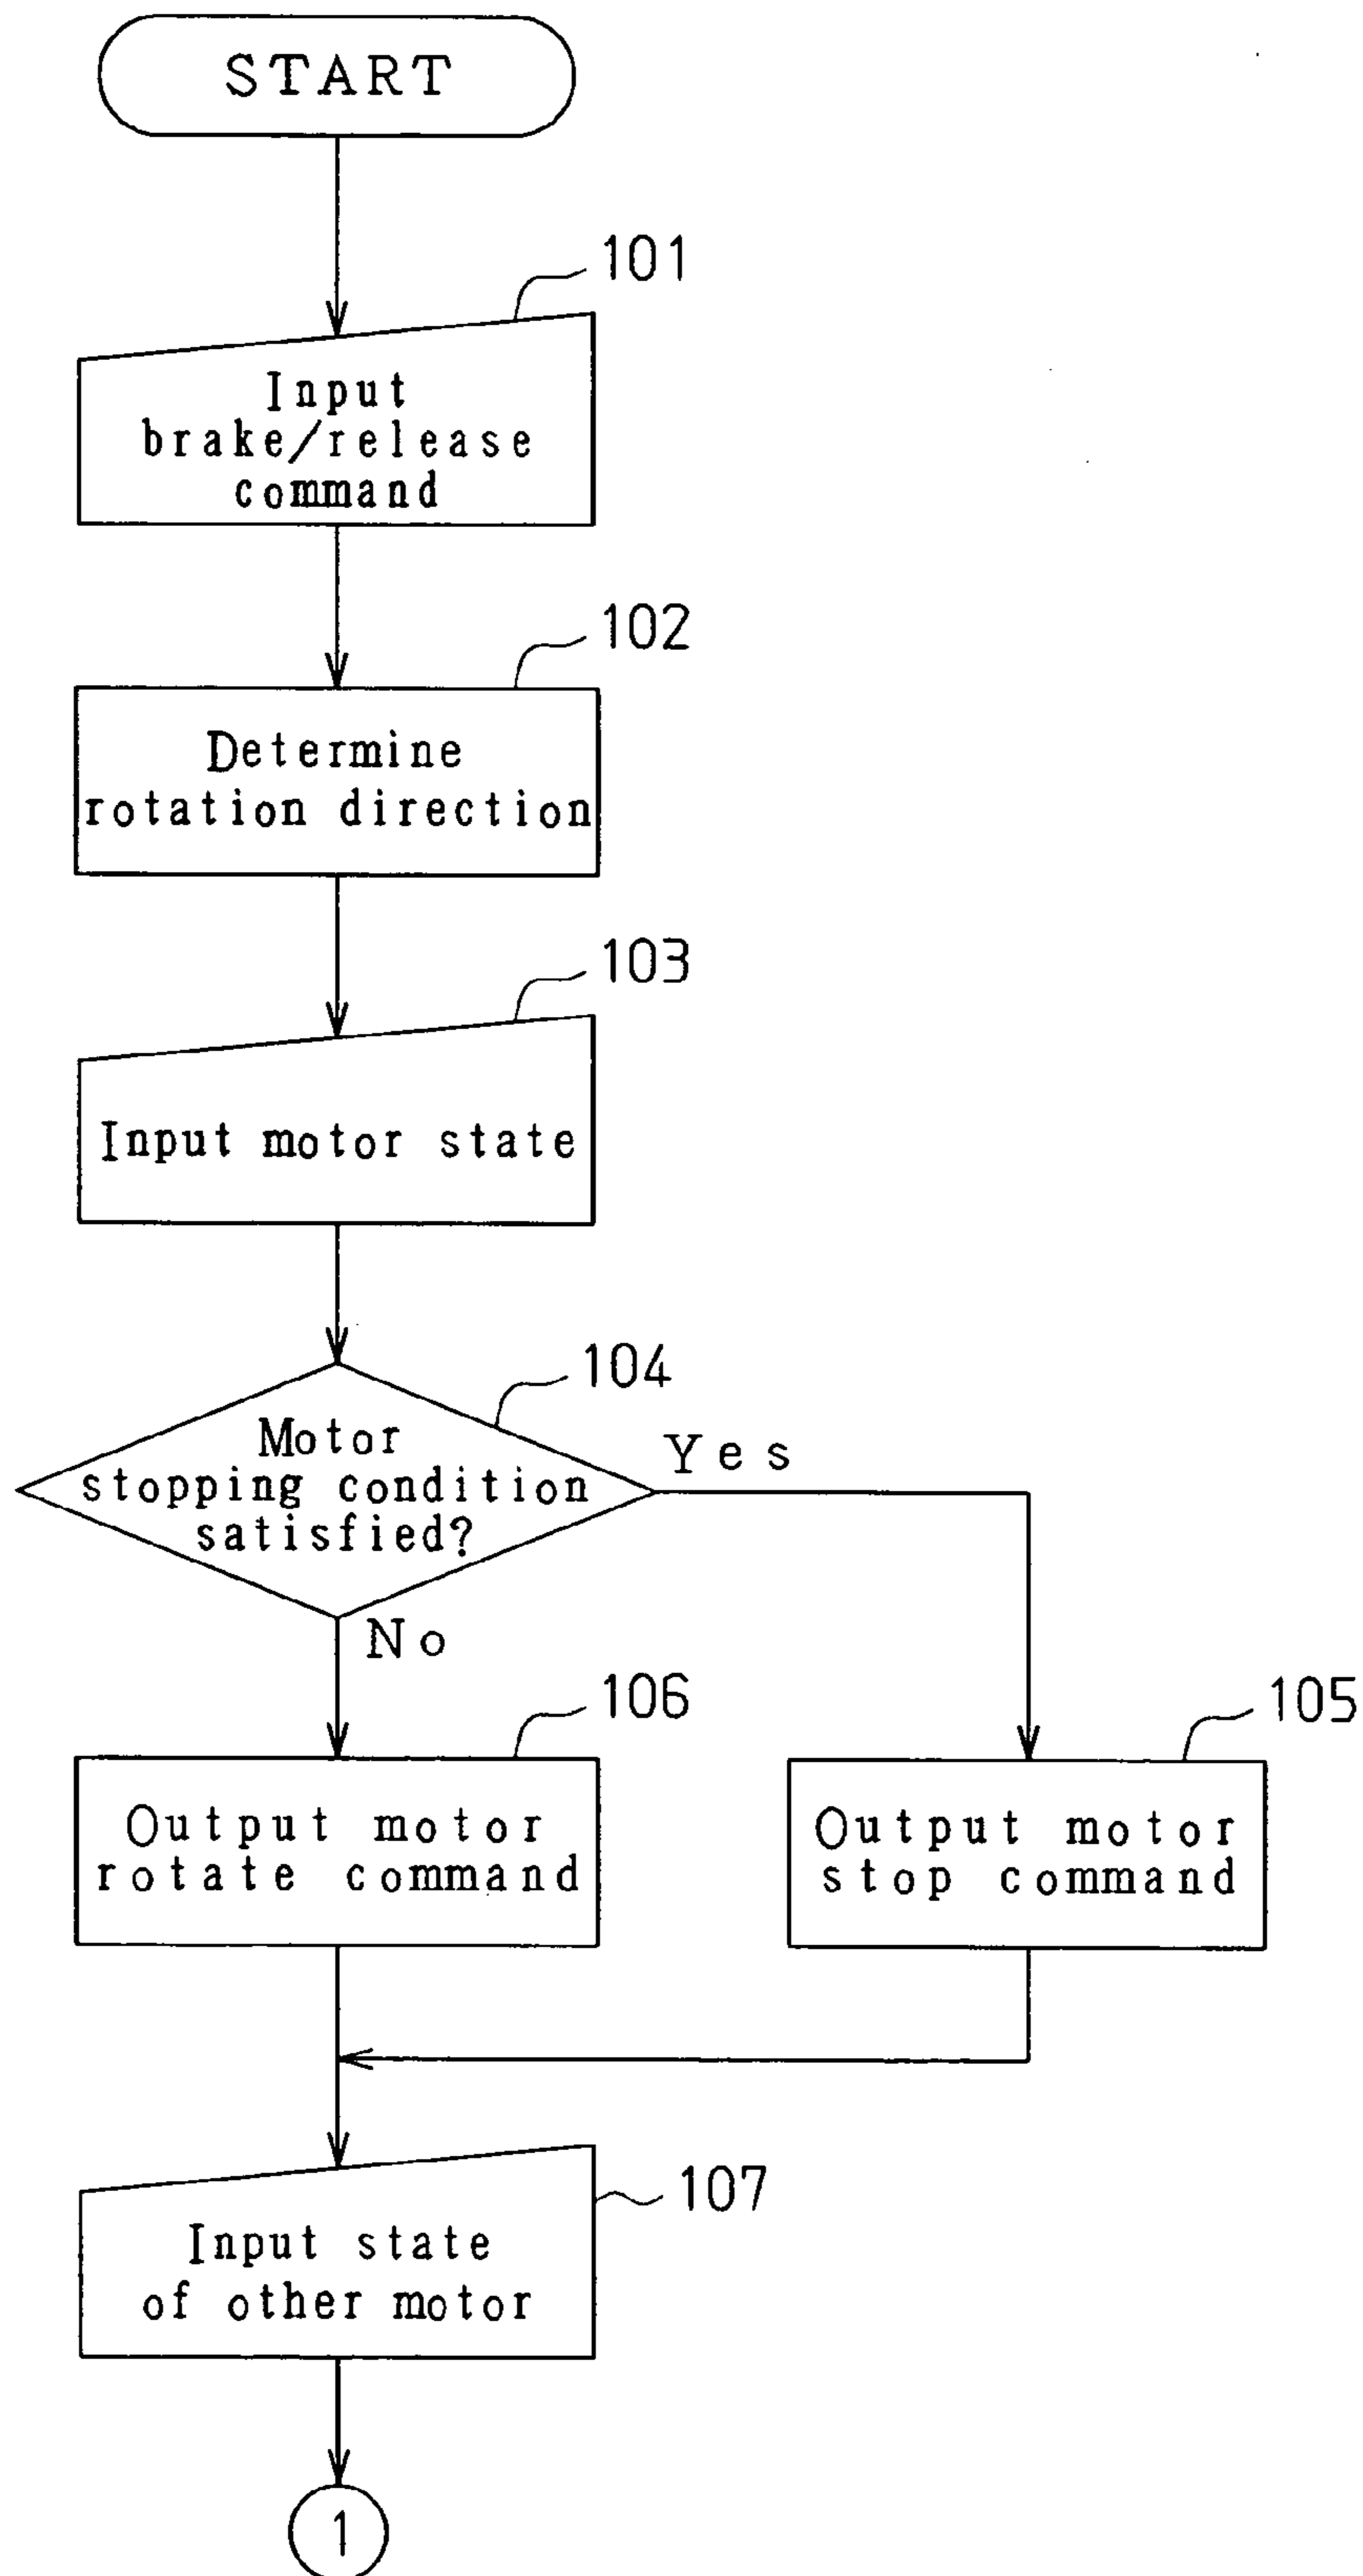 START
101
Input
brake/release
command
102
Determine
rotation direction
103
Input motor state
104
Motor
stopping condition
satisfied?
Yes
No
106
Output motor
rotate command
105
Output motor
stop command
107
Input state
of other motor
1